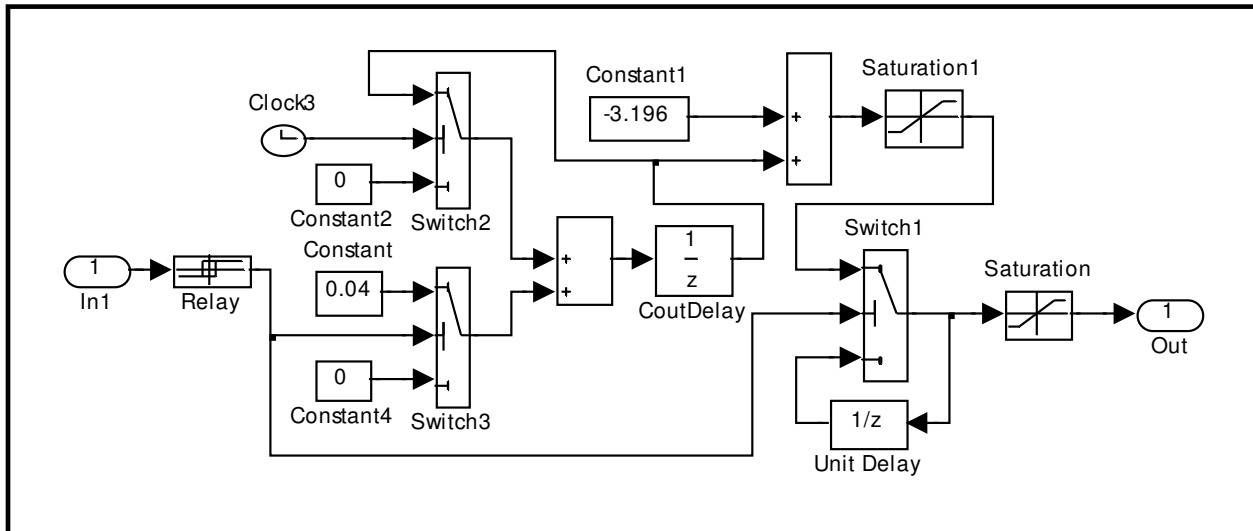 Clock3
0
Constant2
Switch2
Constant1
-3.196
+
+
Saturation1
1
In1
Relay
Constant
0.04
0
Constant4
Switch3
+
+
1
z
CoutDelay
Switch1
1/z
Unit Delay
Saturation
1
Out